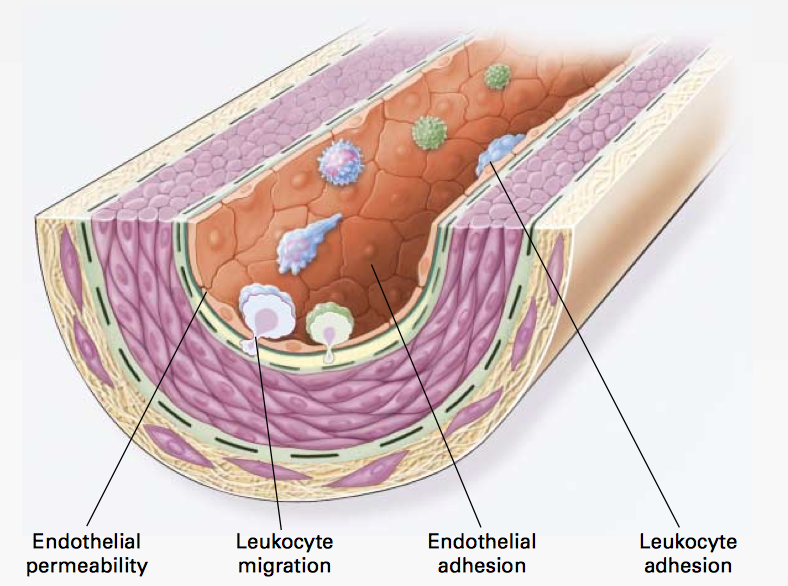 Endothelial
permeability
Leukocyte
migration
Endothelial
adhesion
Leukocyte
adhesion